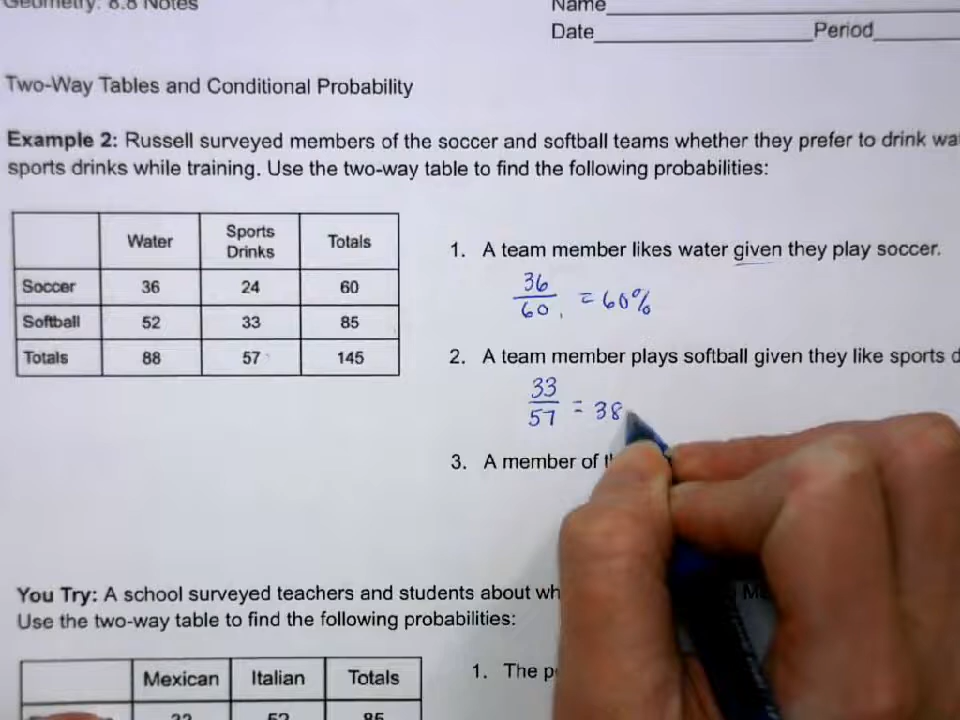 Geometry: 8.8 Notes
Name
Date Period
Two-Way Tables and Conditional Probability
Example 2: Russell surveyed members of the soccer and softball teams whether they prefer to drink
sports drinks while training. Use the two-way table to find the following probabilities:
Water Sports Drinks Totals
Soccer 36 24 60
Softball 52 33 85
Totals 88 57 145
1. A team member likes water given they play soccer.
36/60 = 60%
2. A team member plays softball given they like sports
33/57 = 38
3. A member of
You Try: A school surveyed teachers and students about
Use the two-way table to find the following probabilities:
Mexican Italian Totals
1. The